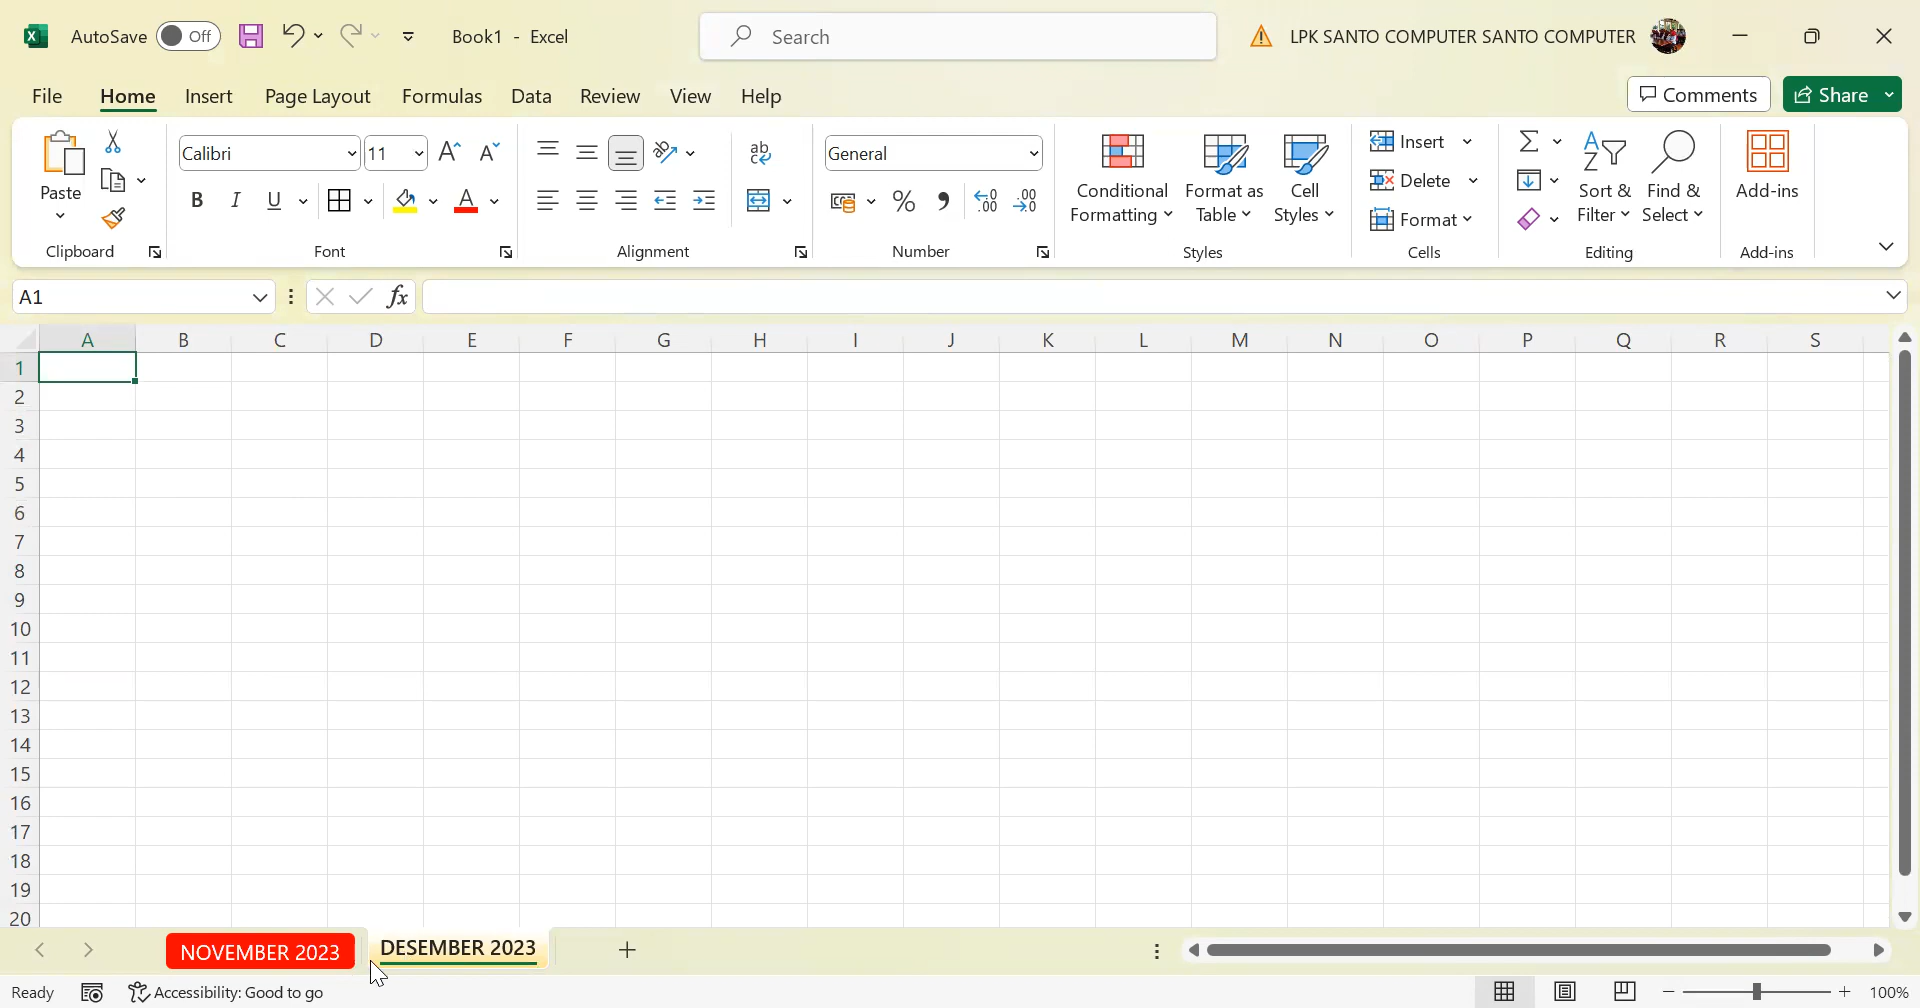 AutoSave Off Book1 - Excel Search LPK SANTO COMPUTER SANTO COMPUTER
File Home Insert Page Layout Formulas Data Review View Help Comments Share
Paste
Clipboard
Calibri 11
B I U A
Font
ab
Alignment
General
% , .00 .00
Number
Conditional Formatting
Format as Table
Cell Styles
Styles
Insert
Delete
Format
Cells
Sort & Filter
Find & Select
Editing
Add-ins
Add-ins
A1 fx
A B C D E F G H I J K L M N O P Q R S
1
2
3
4
5
6
7
8
9
10
11
12
13
14
15
16
17
18
19
20
NOVEMBER 2023 DESEMBER 2023 +
Ready Accessibility: Good to go 100%